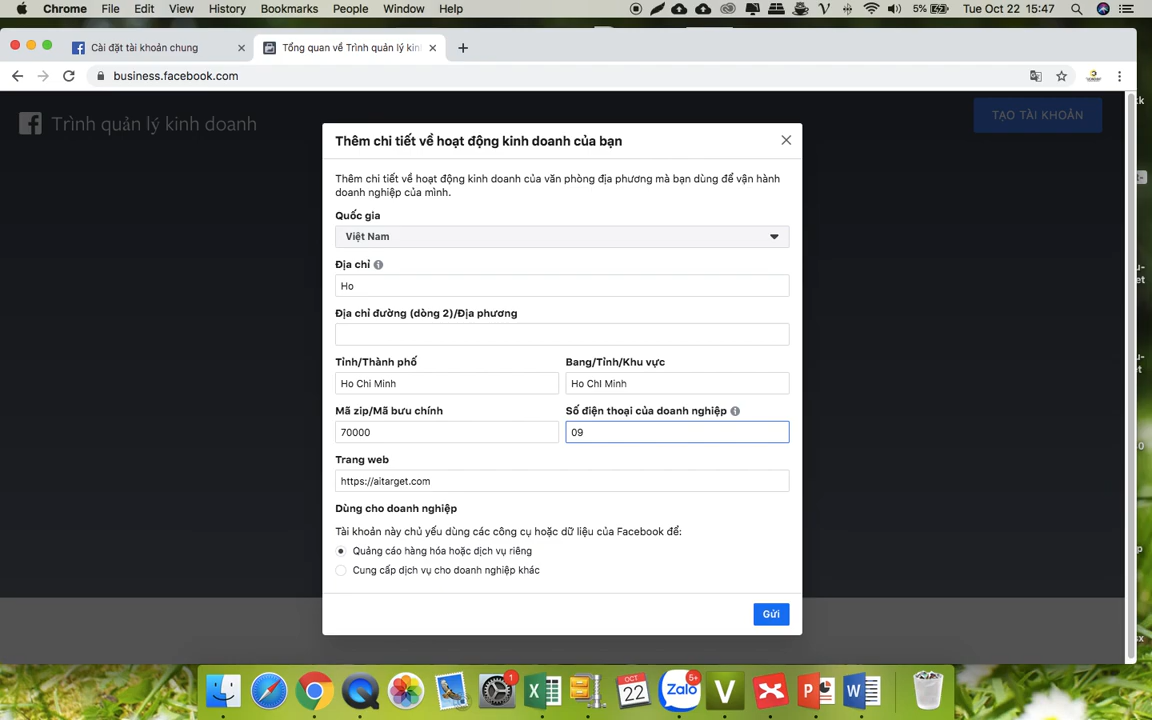 Chrome File Edit View History Bookmarks People Window Help 5% Tue Oct 22 15:47
Cài đặt tài khoản chung
Tổng quan về Trình quản lý kin
business.facebook.com
Trình quản lý kinh doanh
TẠO TÀI KHOẢN
Thêm chi tiết về hoạt động kinh doanh của bạn
Thêm chi tiết về hoạt động kinh doanh của văn phòng địa phương mà bạn dùng để vận hành
doanh nghiệp của mình.
Quốc gia
Việt Nam
Địa chỉ
Ho
Địa chỉ đường (dòng 2)/Địa phương
Tỉnh/Thành phố
Bang/Tỉnh/Khu vực
Ho Chi Minh
Ho ChI Minh
Mã zip/Mã bưu chính
Số điện thoại của doanh nghiệp
70000
09
Trang web
https://aitarget.com
Dùng cho doanh nghiệp
Tài khoản này chủ yếu dùng các công cụ hoặc dữ liệu của Facebook để:
Quảng cáo hàng hóa hoặc dịch vụ riêng
Cung cấp dịch vụ cho doanh nghiệp khác
Gửi
1
OCT
22
Zalo
5+